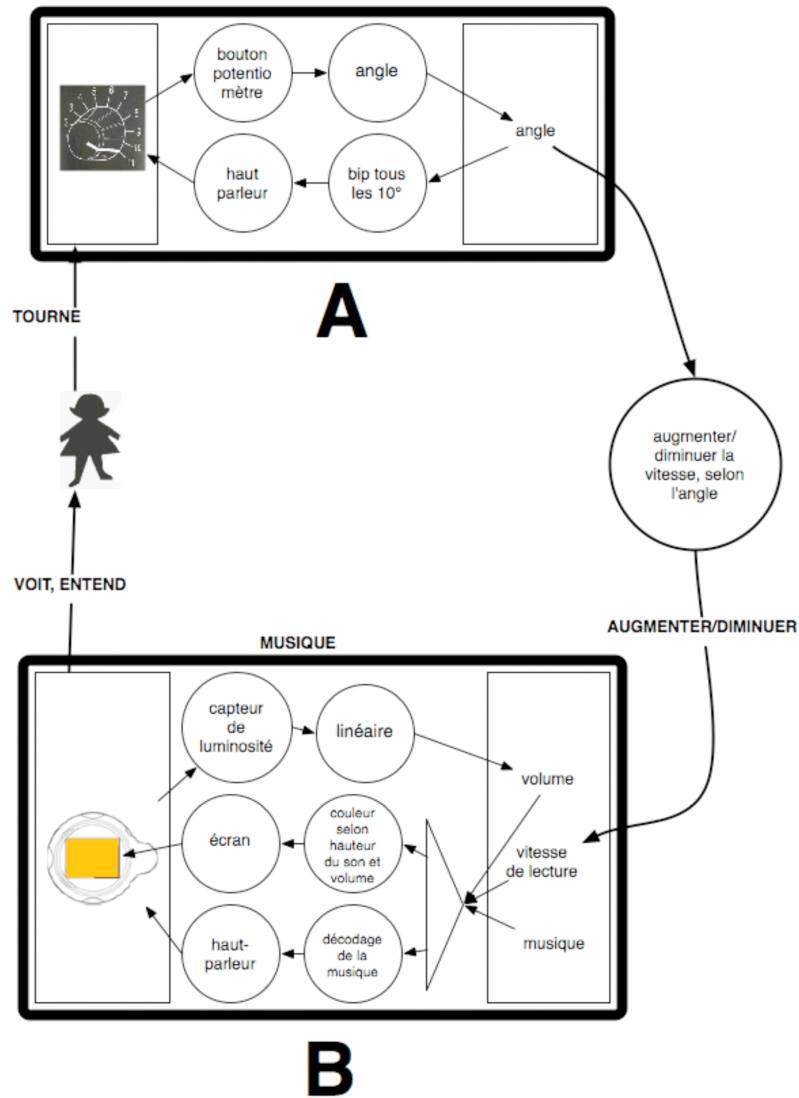 bouton
potentio
mètre
angle
angle
haut
parleur
bip tous
les 10°
A
TOURNE
augmenter/
diminuer la
vitesse, selon
l'angle
VOIT, ENTEND
AUGMENTER/DIMINUER
MUSIQUE
capteur
de
luminosité
linéaire
volume
écran
couleur
selon
hauteur
du son et
volume
vitesse
de lecture
haut-
parleur
décodage
de la
musique
musique
B